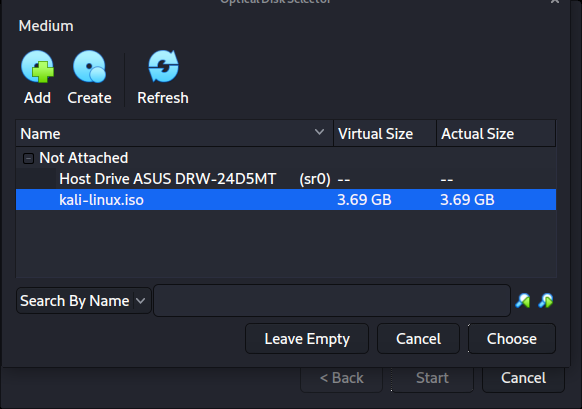 Optical Disk Selector
Medium
Add Create Refresh
Name Virtual Size Actual Size
Not Attached
Host Drive ASUS DRW-24D5MT (sr0) -- --
kali-linux.iso 3.69 GB 3.69 GB
Search By Name
Leave Empty Cancel Choose
< Back Start Cancel